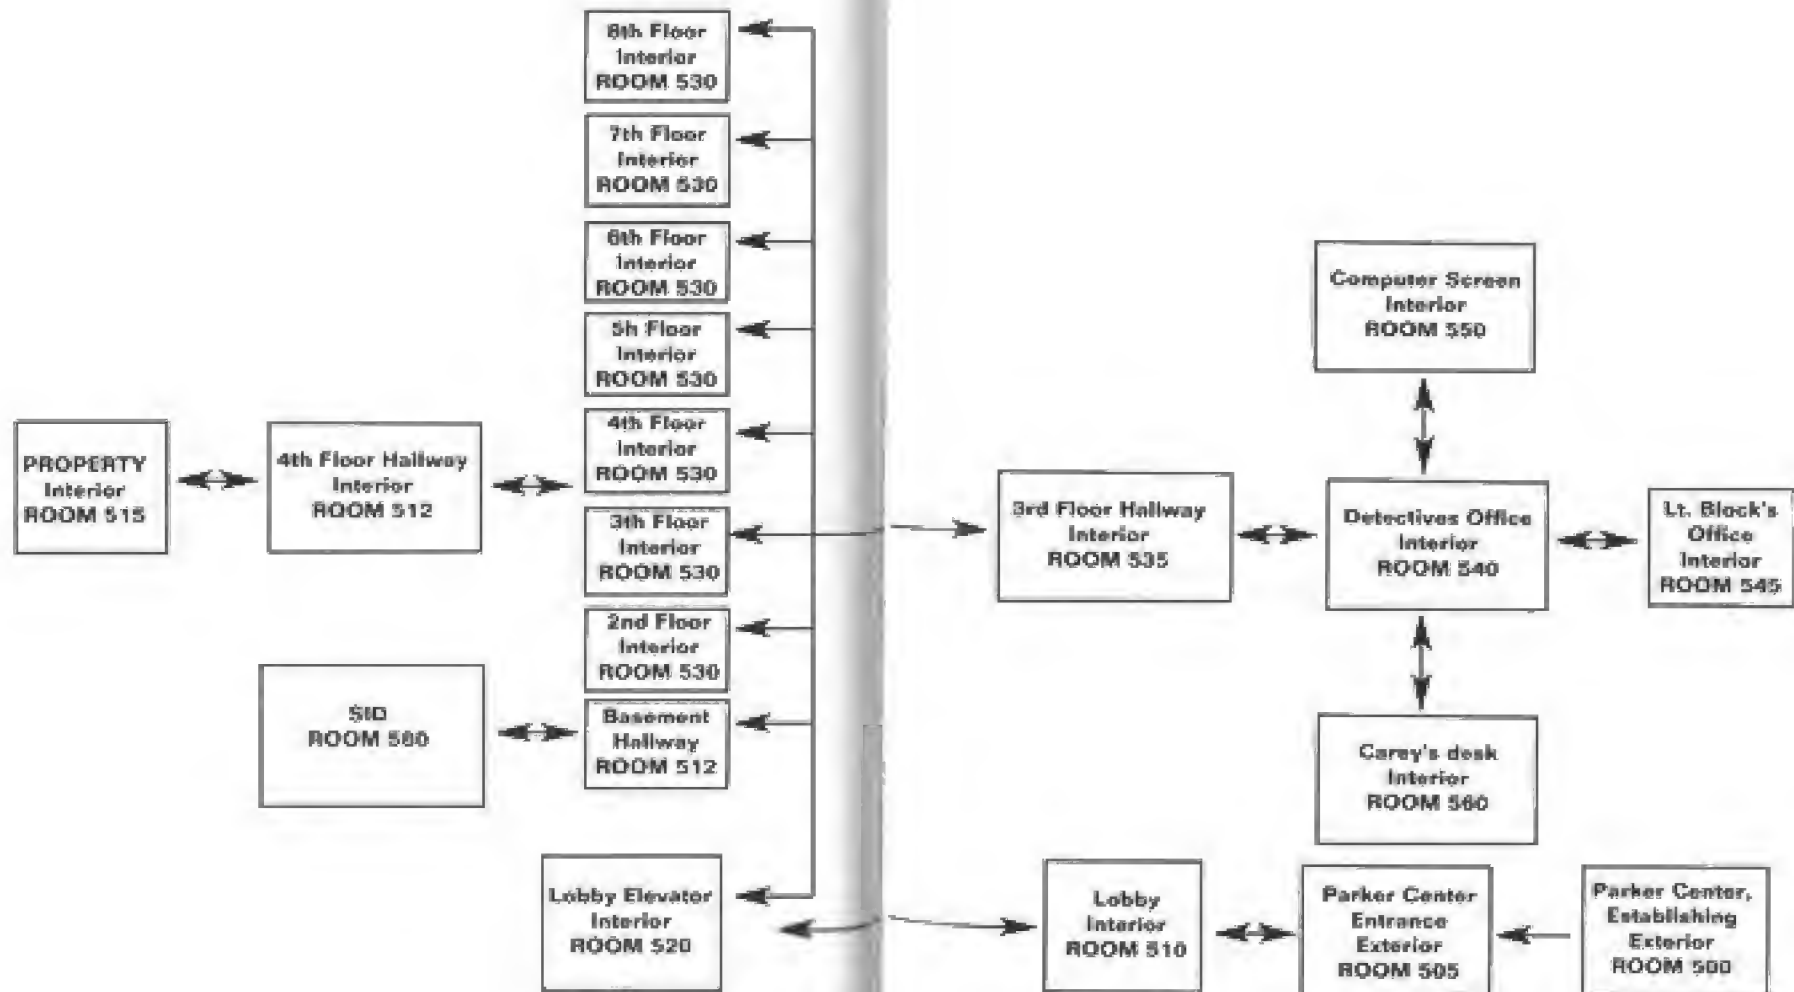 8th Floor
Interior
ROOM 530
7th Floor
Interior
ROOM 530
6th Floor
Interior
ROOM 530
5h Floor
Interior
ROOM 530
4th Floor
Interior
ROOM 530
3th Floor
Interior
ROOM 530
2nd Floor
Interior
ROOM 530
Basement
Hallway
ROOM 512
Lobby Elevator
Interior
ROOM 520
PROPERTY
Interior
ROOM 515
4th Floor Hallway
Interior
ROOM 512
SID
ROOM 580
Computer Screen
Interior
ROOM 550
3rd Floor Hallway
Interior
ROOM 535
Detectives Office
Interior
ROOM 540
Lt. Block's
Office
Interior
ROOM 545
Carey's desk
Interior
ROOM 560
Lobby
Interior
ROOM 510
Parker Center
Entrance
Exterior
ROOM 505
Parker Center,
Establishing
Exterior
ROOM 500